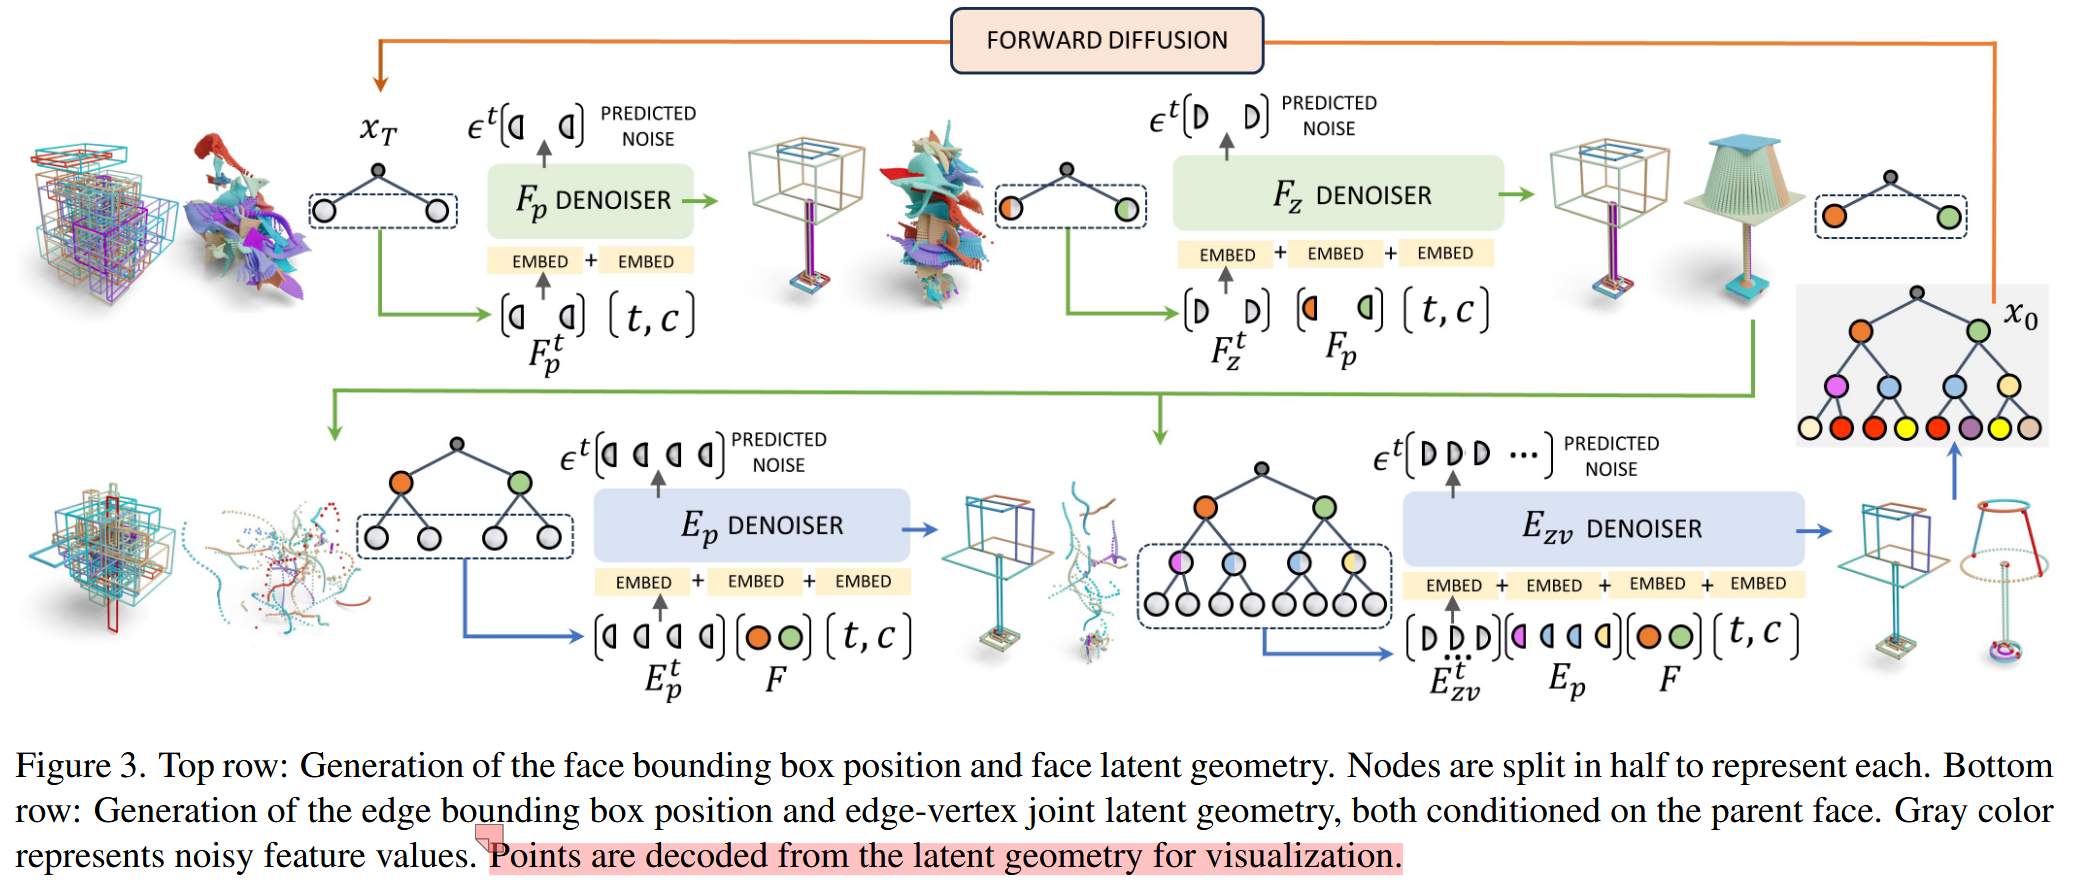 FORWARD DIFFUSION
x_T
ϵ^t( ) PREDICTED
NOISE
F_p DENOISER
EMBED + EMBED
F_p^t
(t, c)
ϵ^t( ) PREDICTED
NOISE
F_z DENOISER
EMBED + EMBED + EMBED
F_z^t
F_p
(t, c)
x_0
ϵ^t( ) PREDICTED
NOISE
E_p DENOISER
EMBED + EMBED + EMBED
E_p^t
F
(t, c)
ϵ^t( ... ) PREDICTED
NOISE
E_zv DENOISER
EMBED + EMBED + EMBED + EMBED
...
E_zv^t
E_p
F
(t, c)
Figure 3. Top row: Generation of the face bounding box position and face latent geometry. Nodes are split in half to represent each. Bottom
row: Generation of the edge bounding box position and edge-vertex joint latent geometry, both conditioned on the parent face. Gray color
represents noisy feature values. Points are decoded from the latent geometry for visualization.